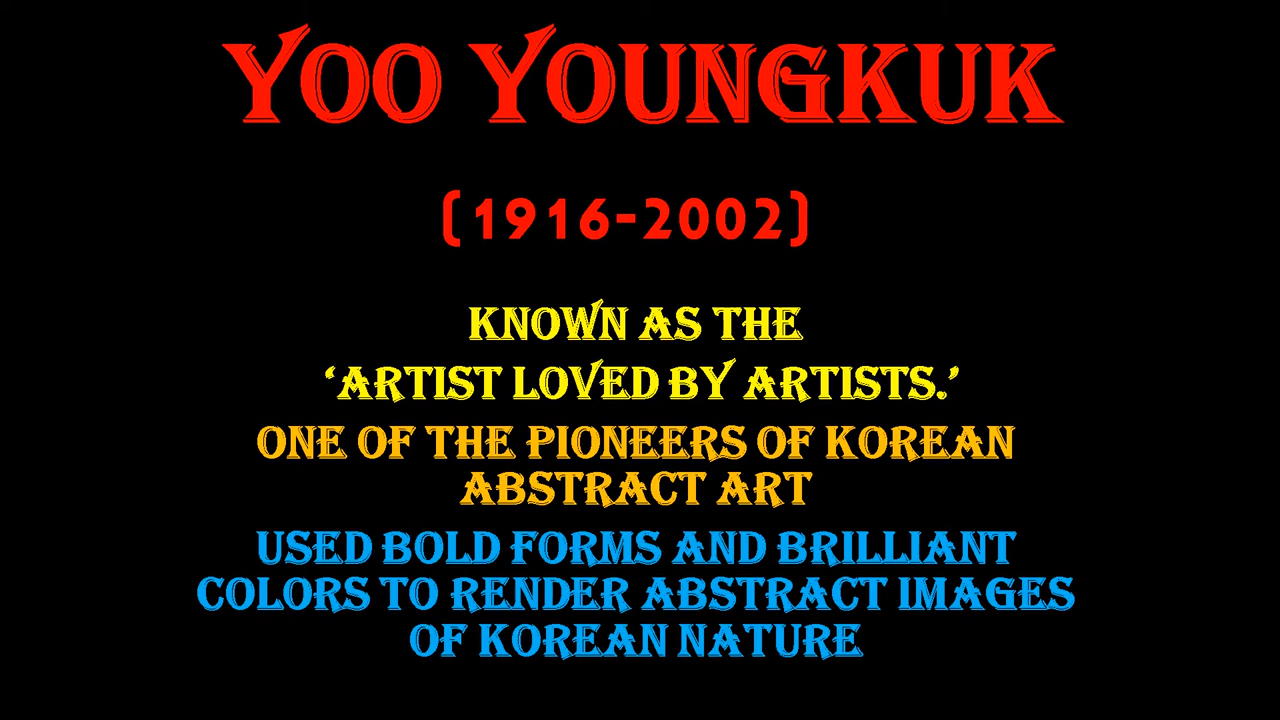 YOO YOUNGKUK
(1916-2002)
KNOWN AS THE
‘ARTIST LOVED BY ARTISTS.’
ONE OF THE PIONEERS OF KOREAN
ABSTRACT ART
USED BOLD FORMS AND BRILLIANT
COLORS TO RENDER ABSTRACT IMAGES
OF KOREAN NATURE